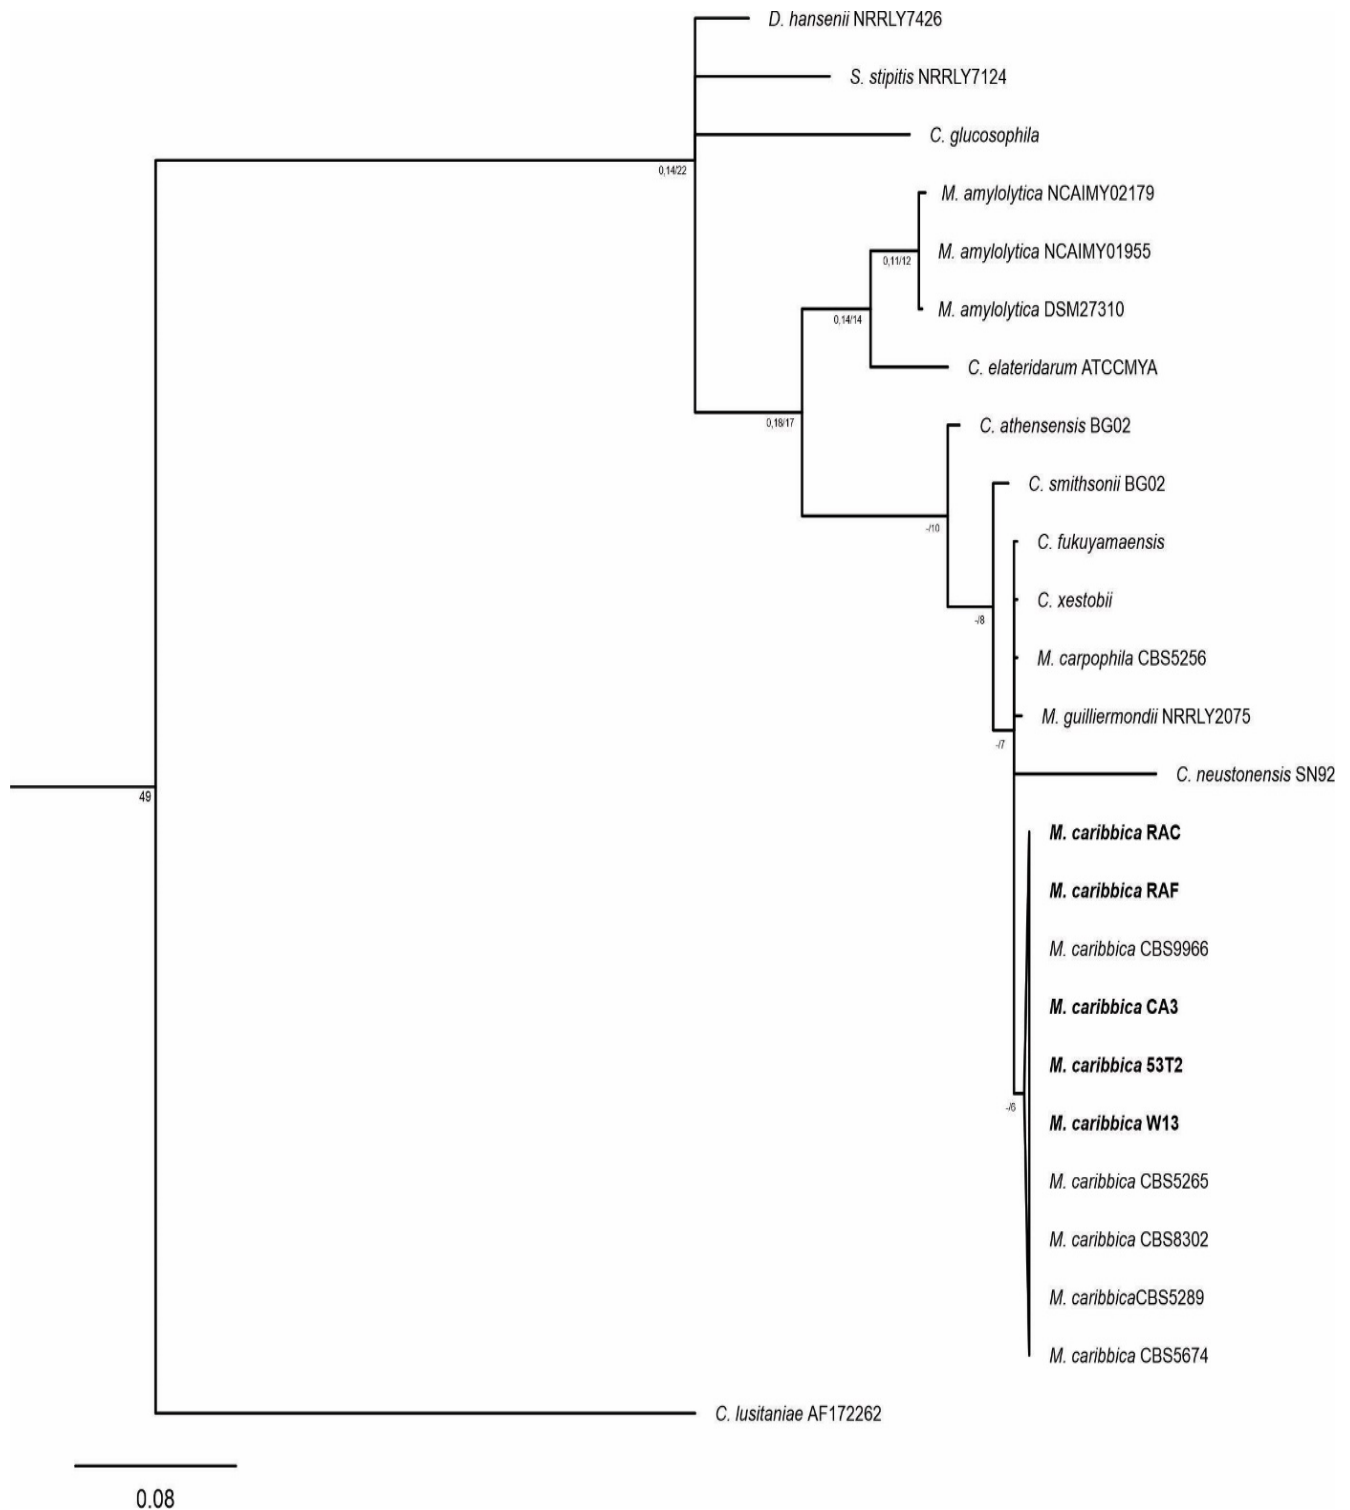 D. hansenii NRRLY7426
S. stipitis NRRLY7124
C. glucosophila
0,14/22
M. amylolytica NCAIMY02179
M. amylolytica NCAIMY01955
0,11/12
M. amylolytica DSM27310
0,14/14
C. elateridarum ATCCMYA
0,18/17
C. athensensis BG02
C. smithsonii BG02
-/10
C. fukuyamaensis
C. xestobii
-/8
M. carpophila CBS5256
M. guilliermondii NRRLY2075
-/7
C. neustonensis SN92
49
M. caribbica RAC
M. caribbica RAF
M. caribbica CBS9966
M. caribbica CA3
M. caribbica 53T2
-/6
M. caribbica W13
M. caribbica CBS5265
M. caribbica CBS8302
M. caribbicaCBS5289
M. caribbica CBS5674
C. lusitaniae AF172262
0.08